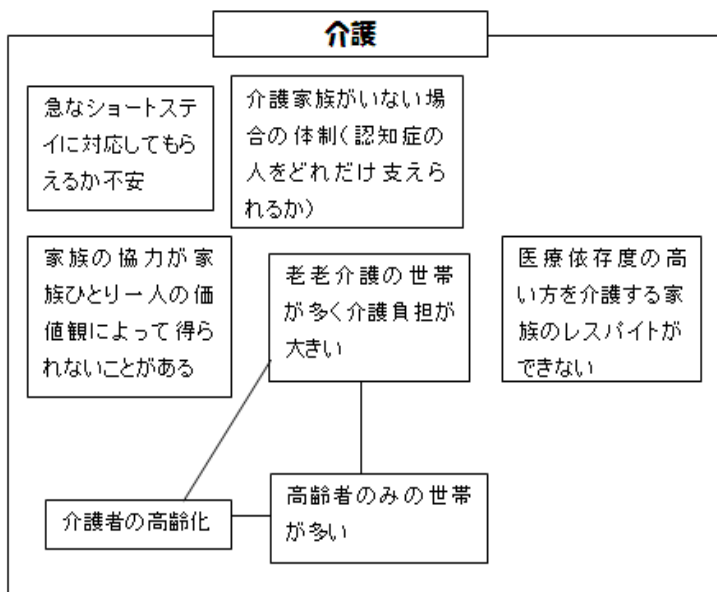 介護
急なショートステ
イに対応してもら
えるか不安
介護家族がいない場
合の体制(認知症の
人をどれだけ支えら
れるか)
家族の協力が家
族ひとり一人の価
値観によって得ら
れないことがある
老老介護の世帯
が多く介護負担が
大きい
医療依存度の高
い方を介護する家
族のレスパイトが
できない
介護者の高齢化
高齢者のみの世帯
が多い